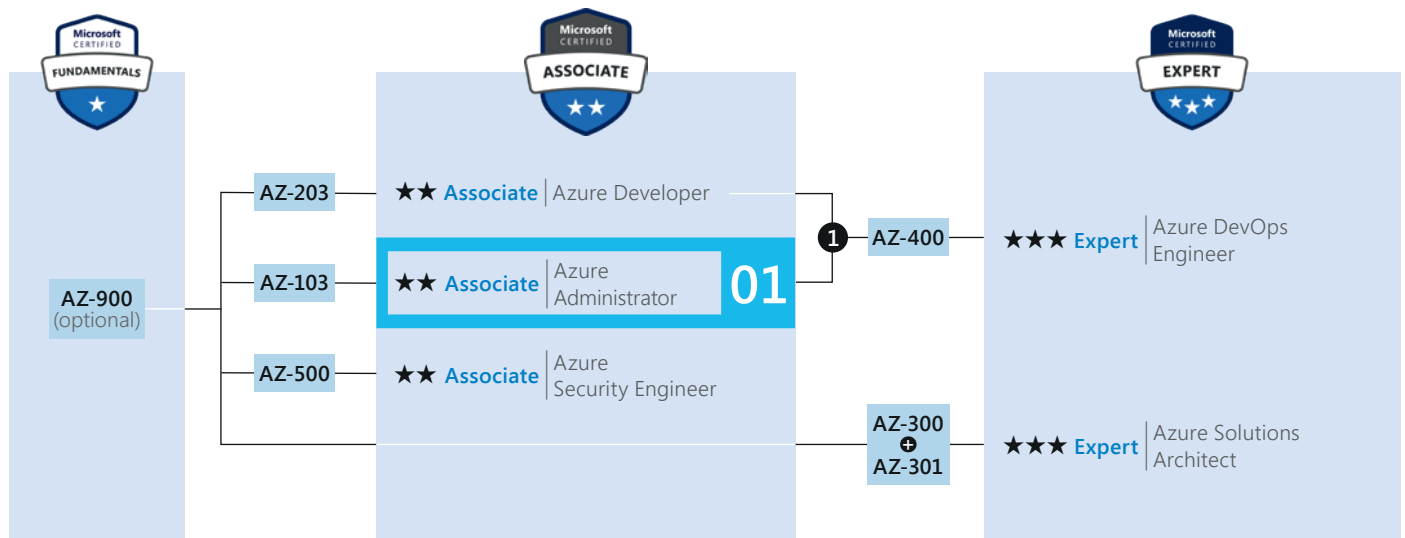 Microsoft
CERTIFIED
FUNDAMENTALS
Microsoft
CERTIFIED
ASSOCIATE
Microsoft
CERTIFIED
EXPERT
AZ-900
(optional)
AZ-203
Associate
Azure Developer
AZ-103
Associate
Azure
Administrator
01
AZ-500
Associate
Azure
Security Engineer
1
AZ-400
Expert
Azure DevOps
Engineer
AZ-300
+
AZ-301
Expert
Azure Solutions
Architect